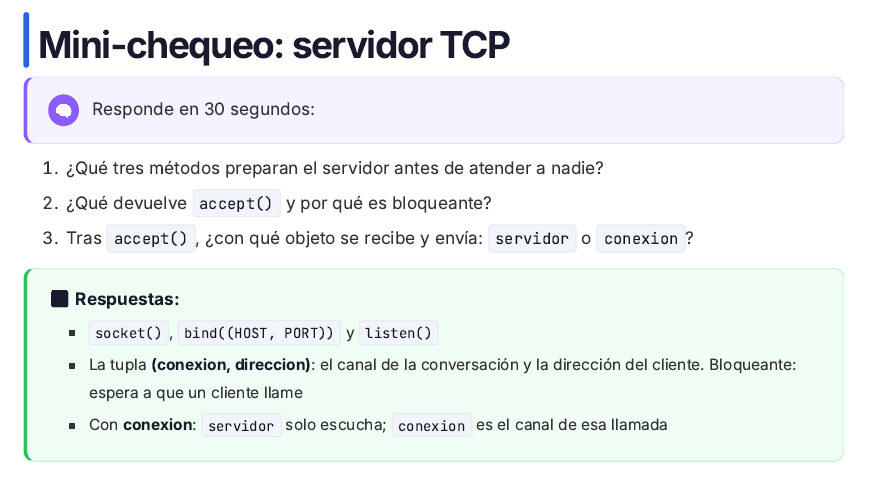 Mini-chequeo: servidor TCP
Responde en 30 segundos:
1. ¿Qué tres métodos preparan el servidor antes de atender a nadie?
2. ¿Qué devuelve accept() y por qué es bloqueante?
3. Tras accept(), ¿con qué objeto se recibe y envía: servidor o conexion?
Respuestas:
▪ socket(), bind((HOST, PORT)) y listen()
▪ La tupla (conexion, direccion): el canal de la conversación y la dirección del cliente. Bloqueante:
espera a que un cliente llame
▪ Con conexion: servidor solo escucha; conexion es el canal de esa llamada